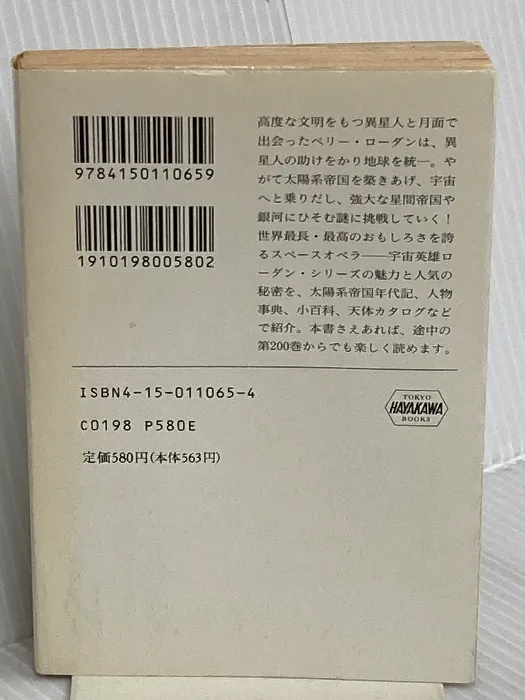 9784150110659
1910198005802
高度な文明をもつ異星人と月面で
出会ったペリー・ローダンは、異
星人の助けをかり地球を統一。や
がて太陽系帝国を築きあげ、宇宙
へと乗りだし、強大な星間帝国や
銀河にひそむ謎に挑戦していく！
世界最長・最高のおもしろさを誇
るスペースオペラ――宇宙英雄ロ
ーダン・シリーズの魅力と人気の
秘密を、太陽系帝国年代記、人物
事典、小百科、天体カタログなど
で紹介。本書さえあれば、途中の
第200巻からでも楽しく読めます。
ISBN4-15-011065-4
C0198 P580E
定価580円(本体563円)
TOKYO
HAYAKAWA
BOOKS